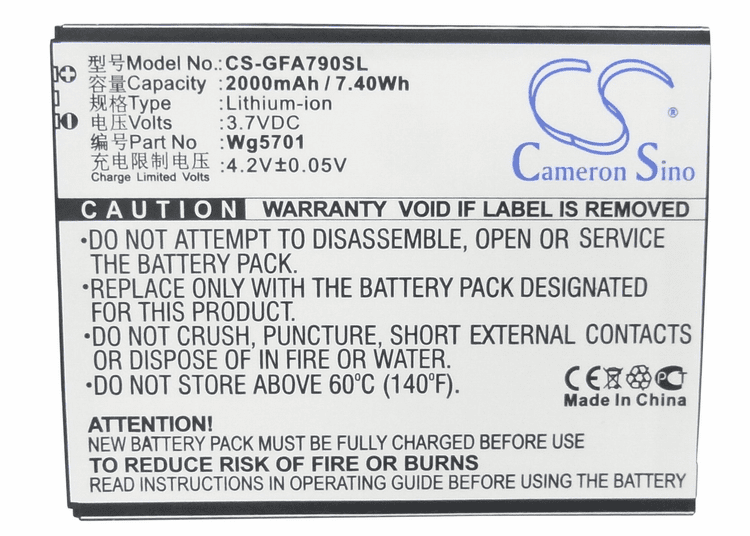 型号Model No.:CS-GFA790SL
容量Capacity :2000mAh / 7.40Wh
规格Type :Lithium-ion
电压Volts :3.7VDC
编号Part No :Wg5701
充电限制电压 :4.2V±0.05V
Charge Limited Volts
CS
®
Cameron Sino
CAUTION WARRANTY VOID IF LABEL IS REMOVED
•DO NOT ATTEMPT TO DISASSEMBLE, OPEN OR SERVICE
THE BATTERY PACK.
•REPLACE ONLY WITH THE BATTERY PACK DESIGNATED
FOR THIS PRODUCT.
•DO NOT CRUSH, PUNCTURE, SHORT EXTERNAL CONTACTS
OR DISPOSE OF IN FIRE OR WATER.
•DO NOT STORE ABOVE 60°C (140°F).
CE PCT
Made In China
ATTENTION!
NEW BATTERY PACK MUST BE FULLY CHARGED BEFORE USE
TO REDUCE RISK OF FIRE OR BURNS
READ INSTRUCTIONS IN DEVICE GUIDE BEFORE USING THE BATTERY